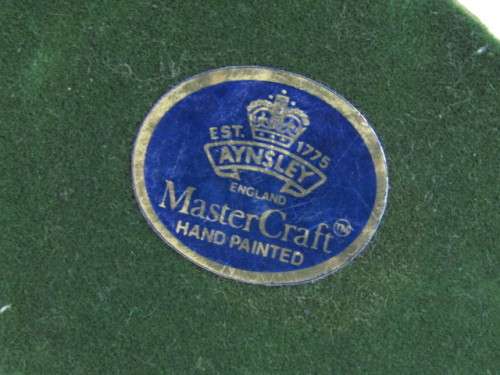 EST. 1775
AYNSLEY
ENGLAND
MasterCraft™
HAND PAINTED